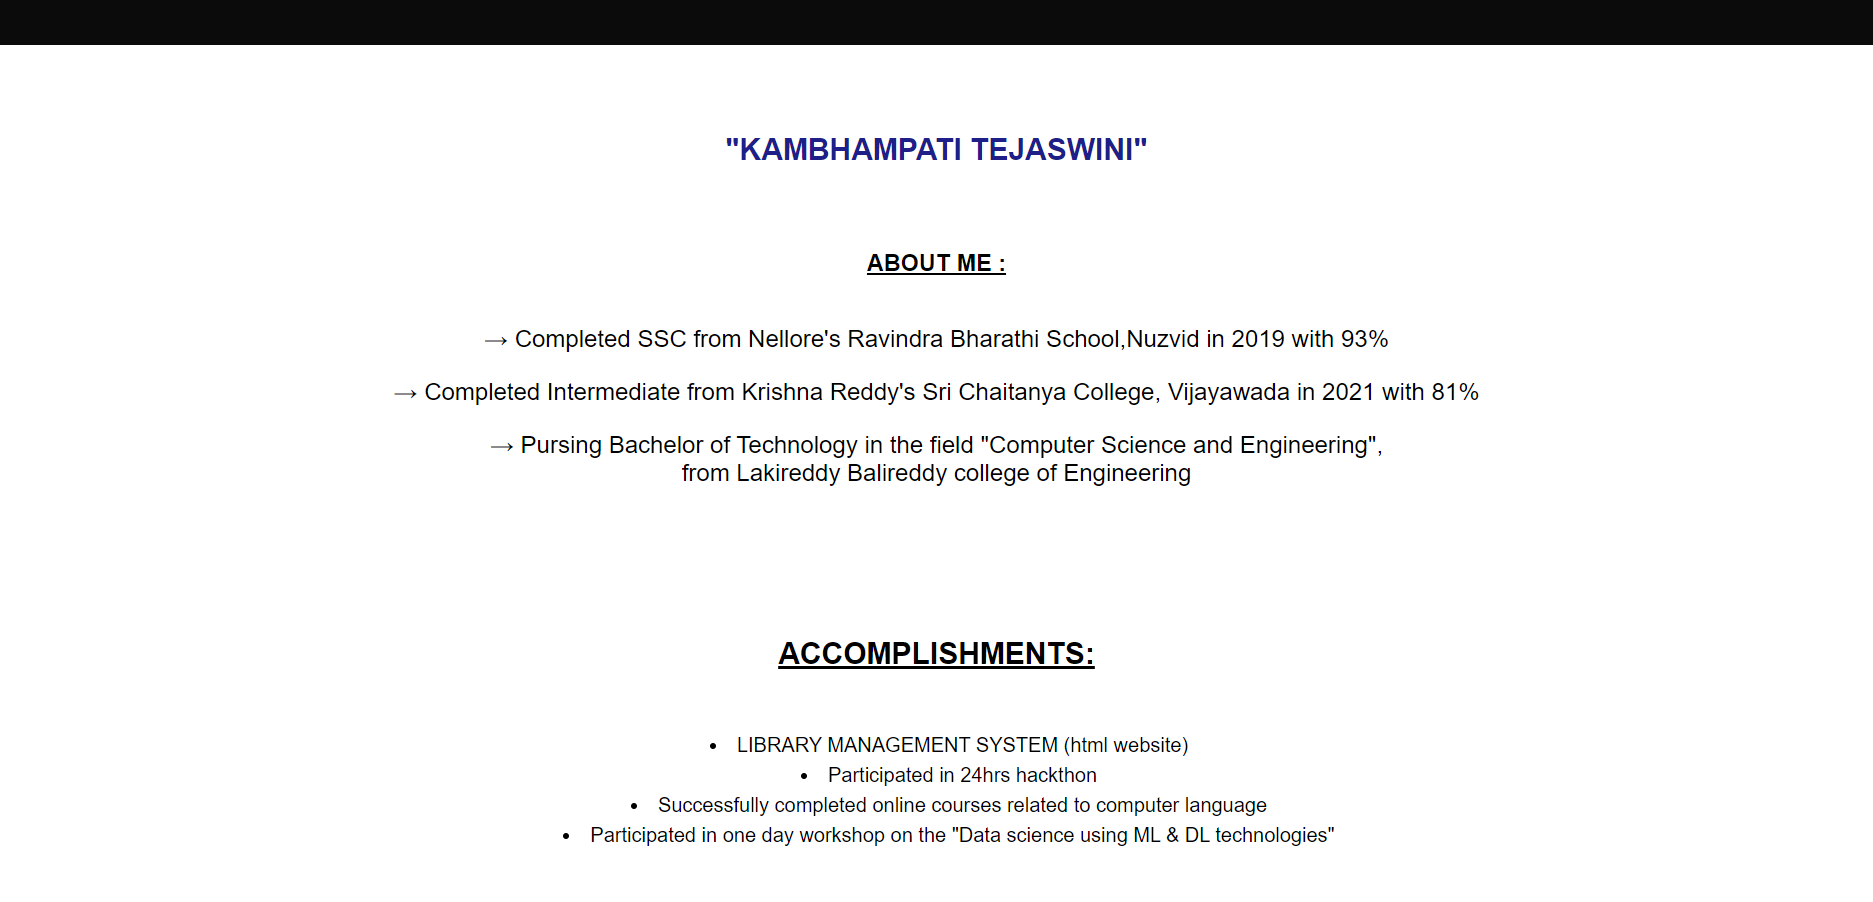 "KAMBHAMPATI TEJASWINI"
ABOUT ME :
→ Completed SSC from Nellore's Ravindra Bharathi School,Nuzvid in 2019 with 93%
→ Completed Intermediate from Krishna Reddy's Sri Chaitanya College, Vijayawada in 2021 with 81%
→ Pursing Bachelor of Technology in the field "Computer Science and Engineering",
from Lakireddy Balireddy college of Engineering
ACCOMPLISHMENTS:
• LIBRARY MANAGEMENT SYSTEM (html website)
• Participated in 24hrs hackthon
• Successfully completed online courses related to computer language
• Participated in one day workshop on the "Data science using ML & DL technologies"